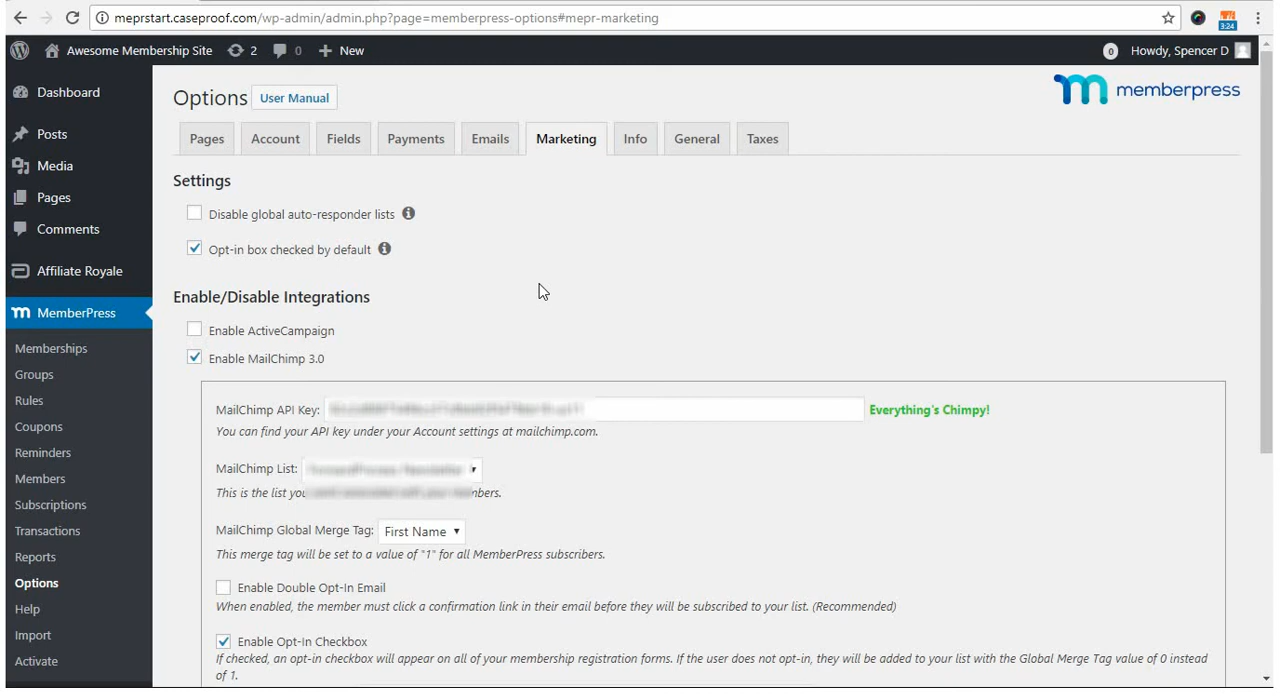 meprstart.caseproof.com/wp-admin/admin.php?page=memberpress-options#mepr-marketing
3:24
Awesome Membership Site 2 0 New 0 Howdy, Spencer D
Dashboard
Posts
Media
Pages
Comments
Affiliate Royale
MemberPress
Memberships
Groups
Rules
Coupons
Reminders
Members
Subscriptions
Transactions
Reports
Options
Help
Import
Activate
Options User Manual
memberpress
Pages Account Fields Payments Emails Marketing Info General Taxes
Settings
Disable global auto-responder lists
Opt-in box checked by default
Enable/Disable Integrations
Enable ActiveCampaign
Enable MailChimp 3.0
MailChimp API Key: Everything's Chimpy!
You can find your API key under your Account settings at mailchimp.com.
MailChimp List:
This is the list
MailChimp Global Merge Tag: First Name
This merge tag will be set to a value of "1" for all MemberPress subscribers.
Enable Double Opt-In Email
When enabled, the member must click a confirmation link in their email before they will be subscribed to your list. (Recommended)
Enable Opt-In Checkbox
If checked, an opt-in checkbox will appear on all of your membership registration forms. If the user does not opt-in, they will be added to your list with the Global Merge Tag value of 0 instead
of 1.